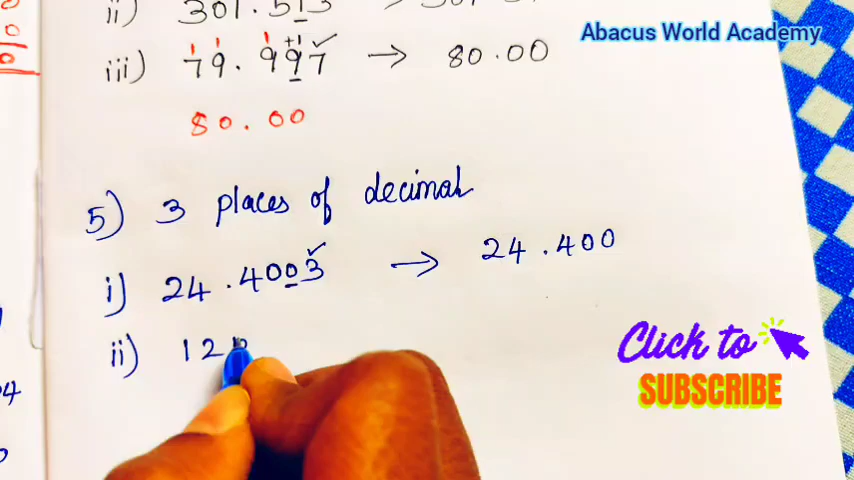 ii) 301.513
Abacus World Academy
iii) 79.997 → 80.00
80.00
5) 3 places of decimal
i) 24.4003 → 24.400
ii) 12
Click to
SUBSCRIBE